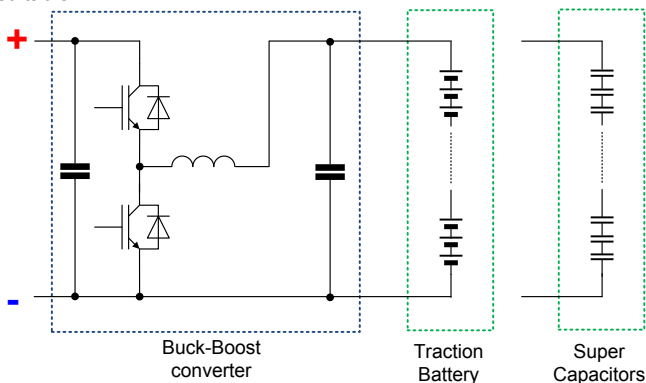 +
-
Buck-Boost
converter
Traction
Battery
Super
Capacitors